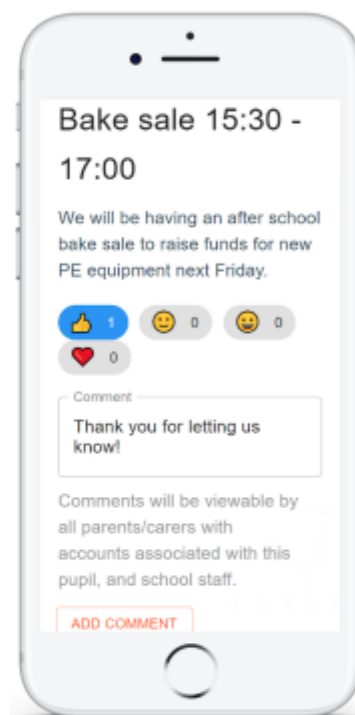 Bake sale 15:30 -
17:00
We will be having an after school
bake sale to raise funds for new
PE equipment next Friday.
1
0
0
0
Comment
Thank you for letting us
know!
Comments will be viewable by
all parents/carers with
accounts associated with this
pupil, and school staff.
ADD COMMENT